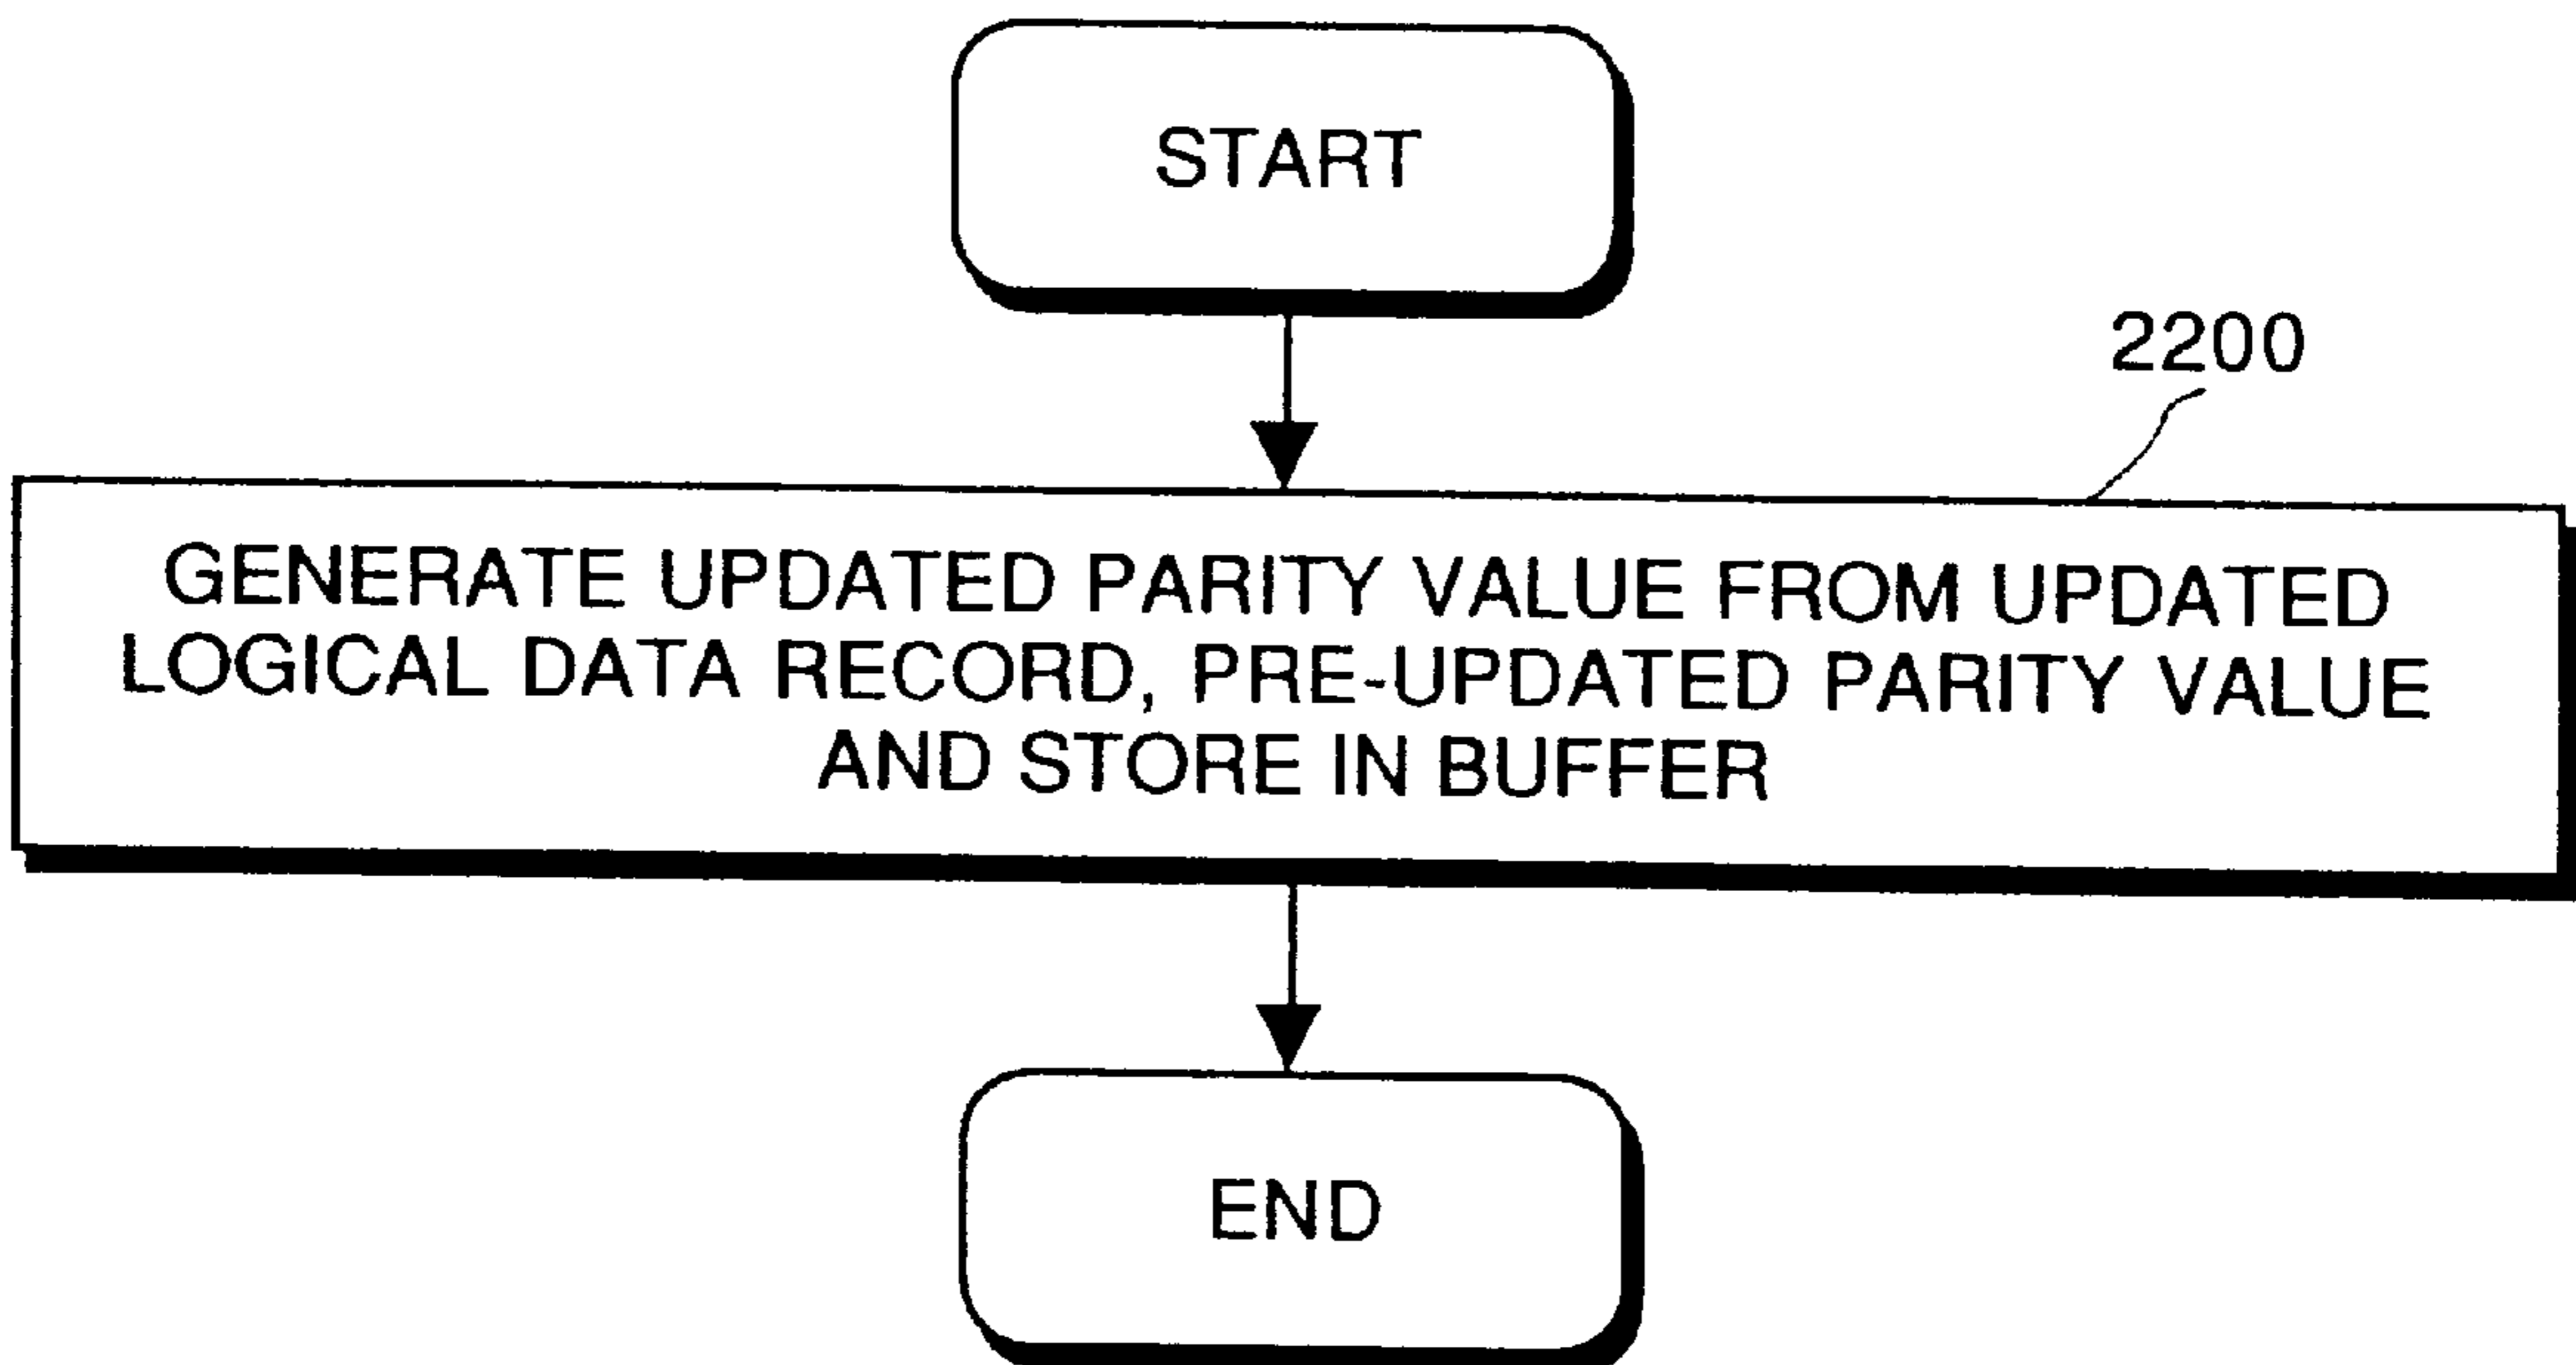 START
2200
GENERATE UPDATED PARITY VALUE FROM UPDATED
LOGICAL DATA RECORD, PRE-UPDATED PARITY VALUE
AND STORE IN BUFFER
END